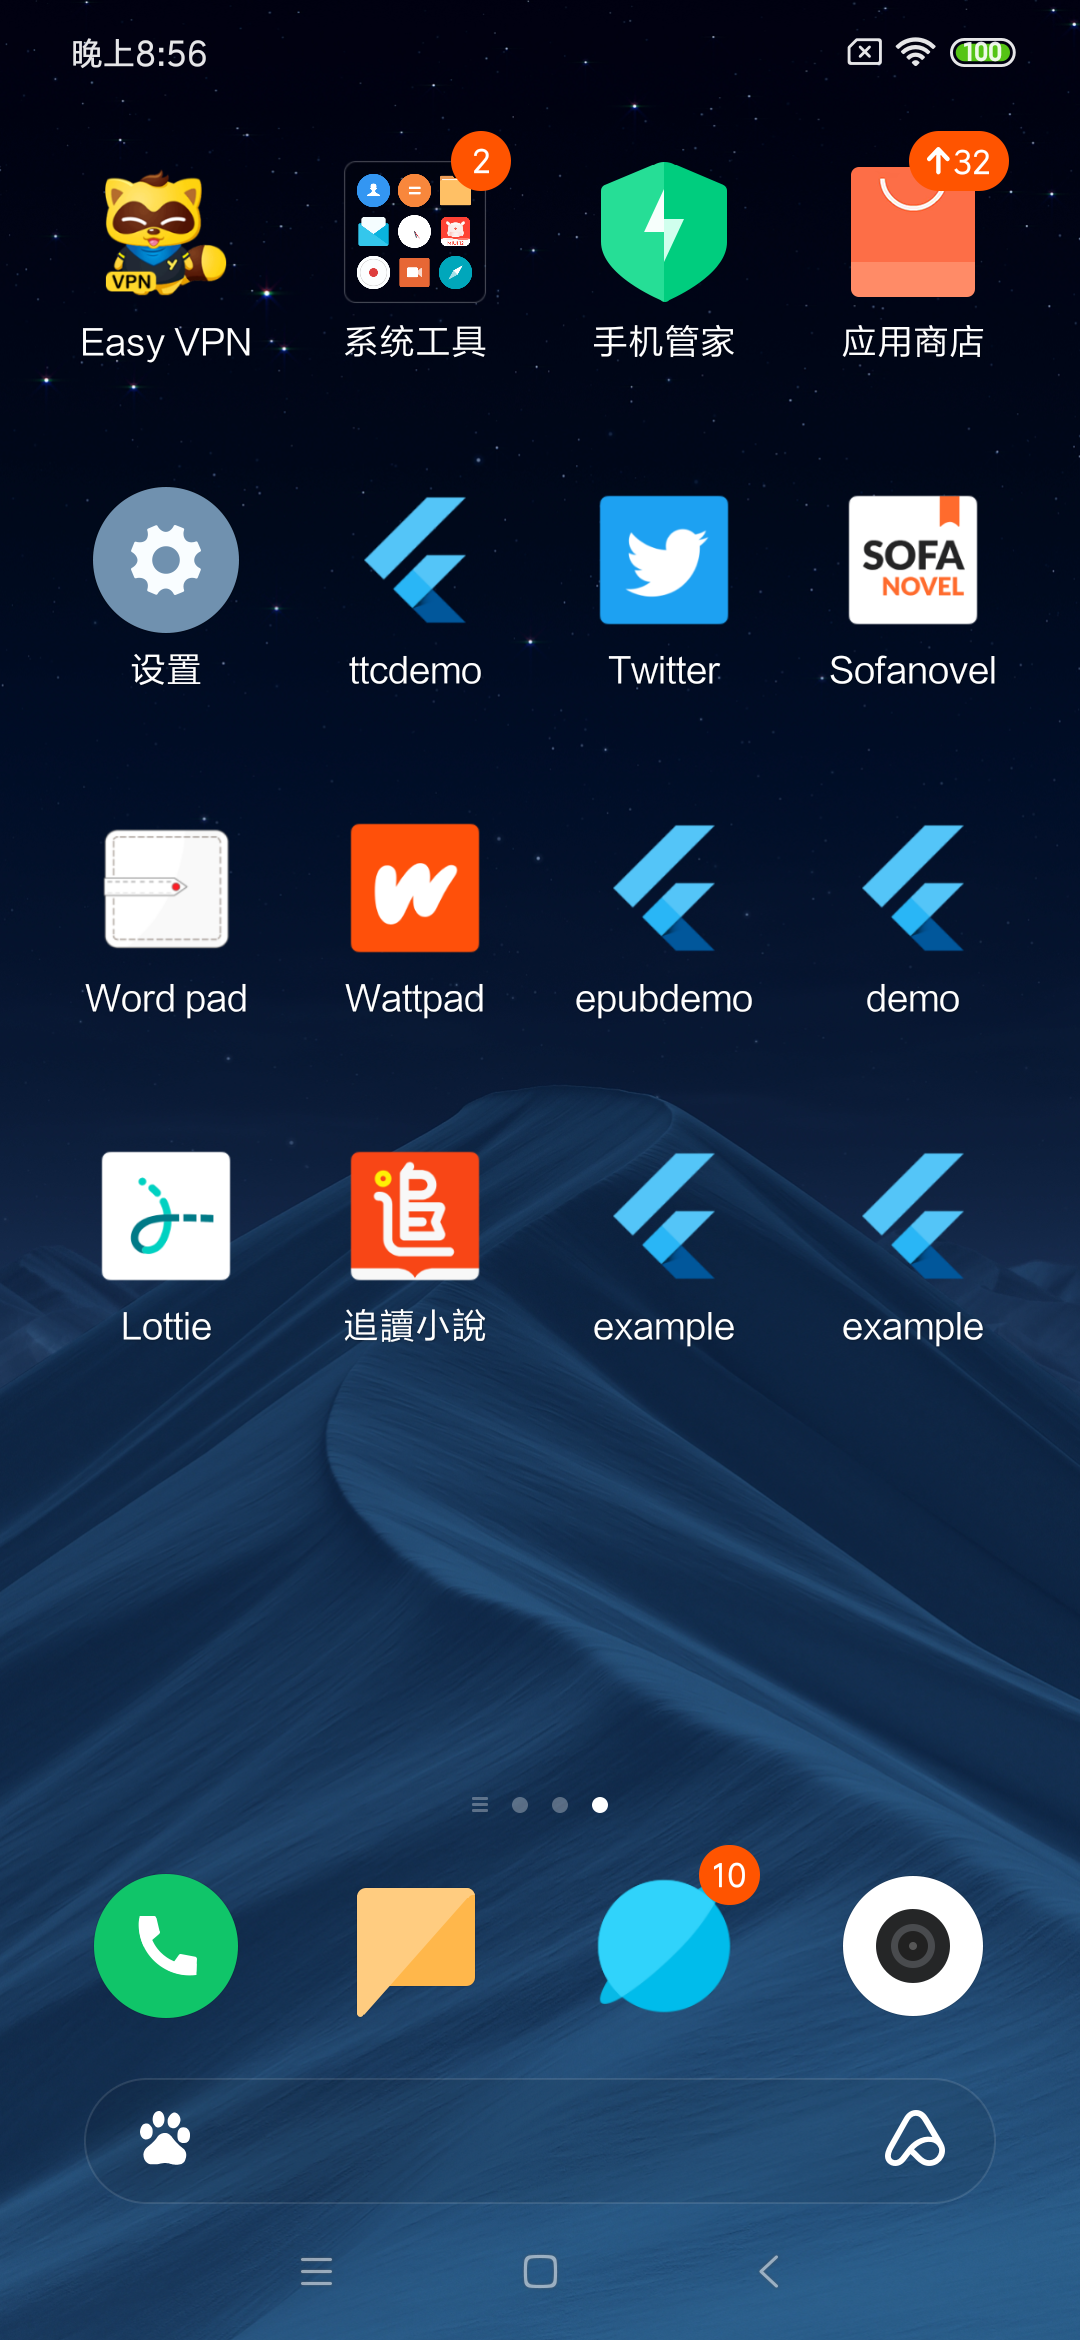 晚上8:56
100
2
↑32
VPN
Easy VPN
系统工具
手机管家
应用商店
SOFA
NOVEL
设置
ttcdemo
Twitter
Sofanovel
Word pad
Wattpad
epubdemo
demo
追
Lottie
追讀小說
example
example
10